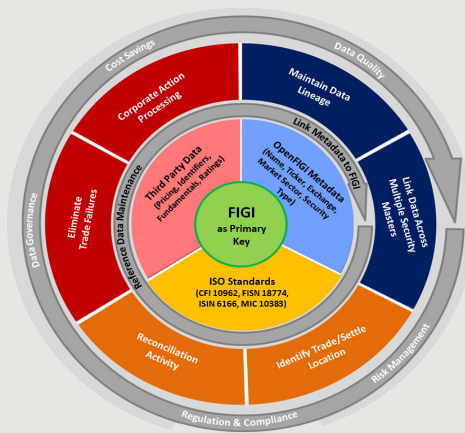 Cost Savings
Data Quality
Corporate Action
Processing
Maintain Data
Lineage
Link Metadata to FIGI
Third Party Data
(Pricing, Identifiers,
Fundamentals, Ratings)
OpenFIGI Metadata
(Name, Ticker, Exchange,
Market Sector, Security
Type)
Data Governance
Eliminate
Trade Failures
Reference Data Maintenance
FIGI
as Primary
Key
Link Data Across
Multiple Security
Masters
ISO Standards
(CFI 10962, FISN 18774,
ISIN 6166, MIC 10383)
Reconciliation
Activity
Identify Trade/Settle
Location
Risk Management
Regulation & Compliance